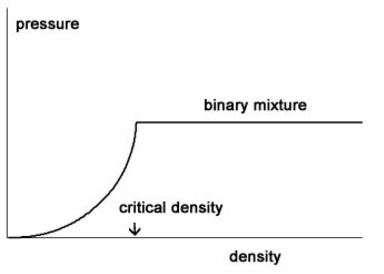 pressure
binary mixture
critical density
density